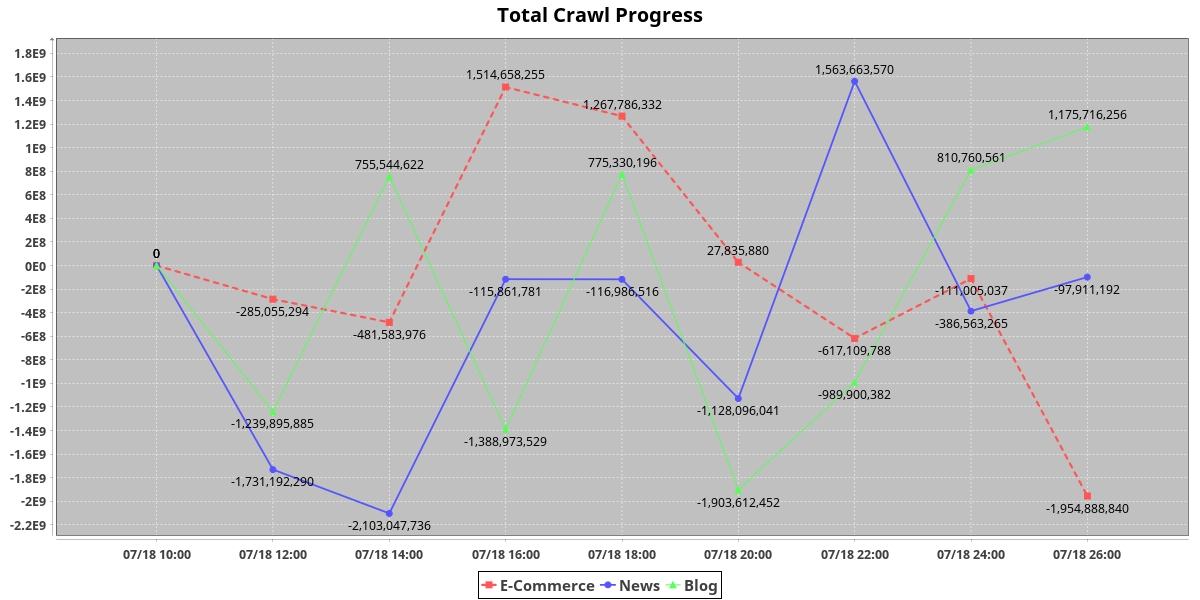 Total Crawl Progress
1.8E9
1.6E9
1.4E9
1.2E9
1E9
8E8
6E8
4E8
2E8
0E0
-2E8
-4E8
-6E8
-8E8
-1E9
-1.2E9
-1.4E9
-1.6E9
-1.8E9
-2E9
-2.2E9
0
-285,055,294
-1,239,895,885
-1,731,192,290
755,544,622
-481,583,976
-2,103,047,736
1,514,658,255
-115,861,781
-1,388,973,529
1,267,786,332
775,330,196
-116,986,516
27,835,880
-1,128,096,041
-1,903,612,452
1,563,663,570
-617,109,788
-989,900,382
810,760,561
-111,005,037
-386,563,265
1,175,716,256
-97,911,192
-1,954,888,840
07/18 10:00 07/18 12:00 07/18 14:00 07/18 16:00 07/18 18:00 07/18 20:00 07/18 22:00 07/18 24:00 07/18 26:00
E-Commerce News Blog